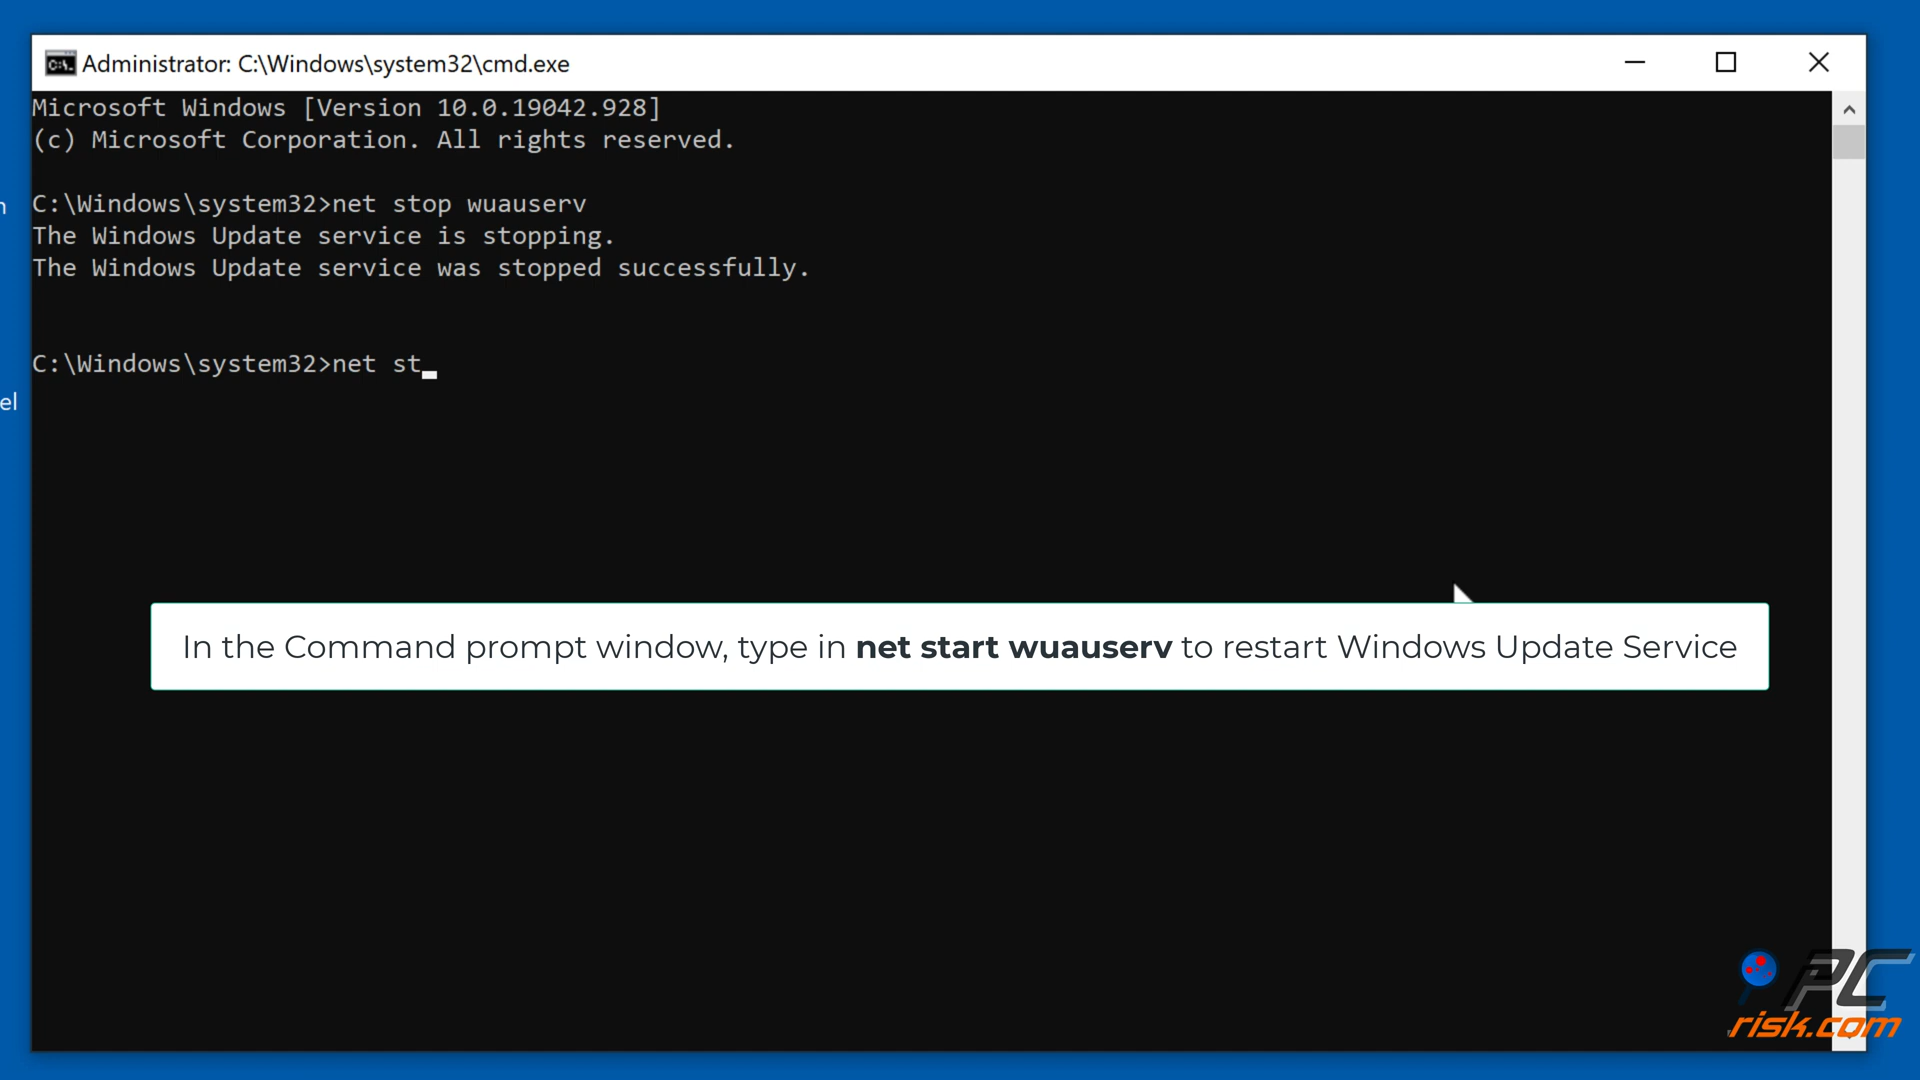 Administrator: C:\Windows\system32\cmd.exe
Microsoft Windows [Version 10.0.19042.928]
(c) Microsoft Corporation. All rights reserved.
C:\Windows\system32>net stop wuauserv
The Windows Update service is stopping.
The Windows Update service was stopped successfully.
C:\Windows\system32>net st_
el
In the Command prompt window, type in net start wuauserv to restart Windows Update Service
PC
risk.com